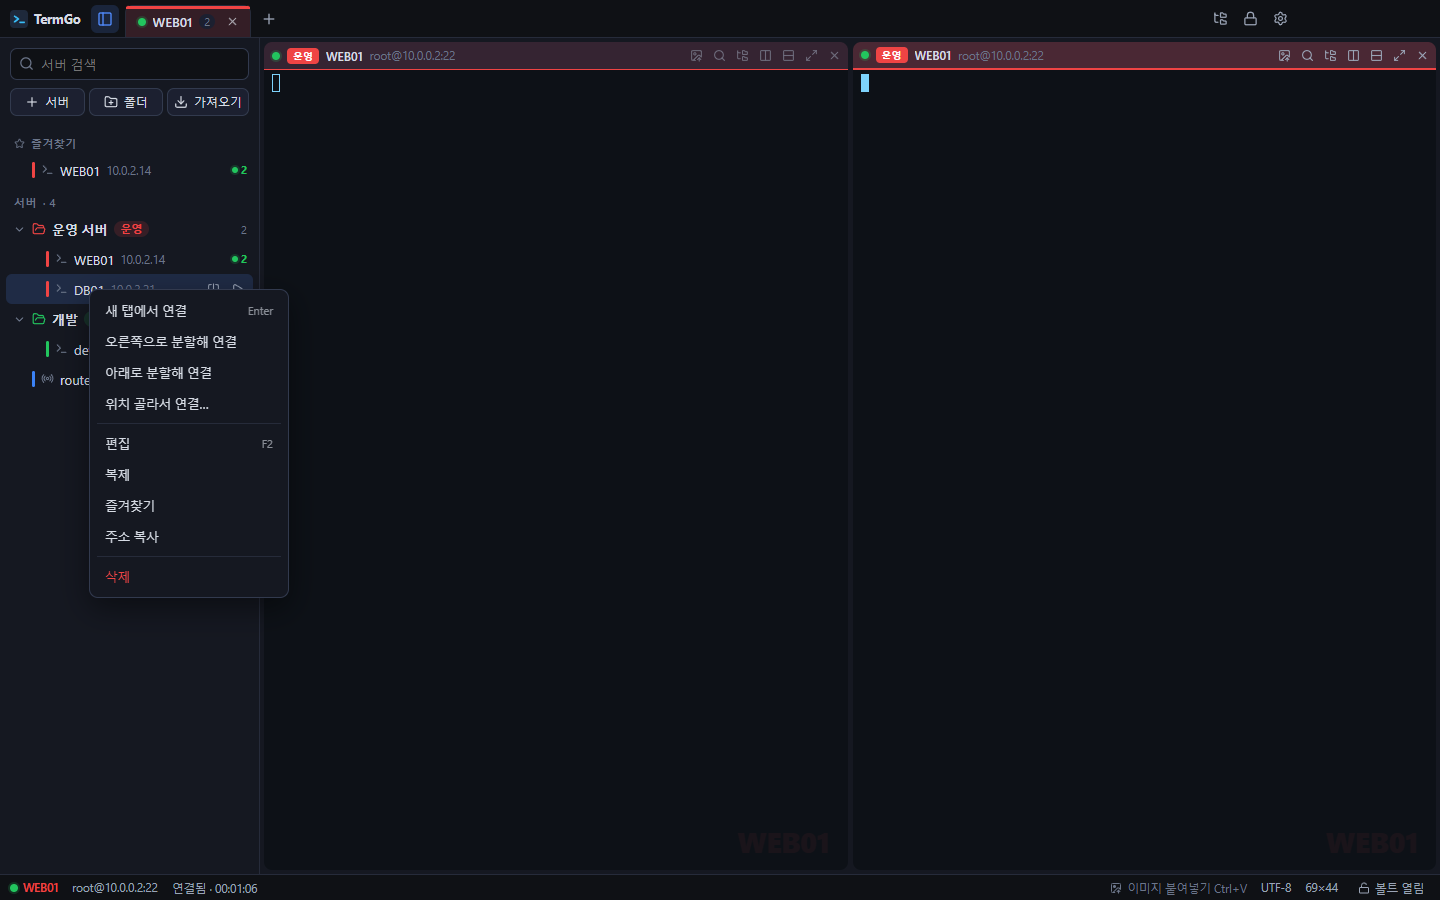 TermGo
WEB01 2
서버 검색
서버
폴더
가져오기
즐겨찾기
WEB01 10.0.2.14 2
서버 · 4
운영 서버 운영 2
WEB01 10.0.2.14 2
DB01
개발
새 탭에서 연결 Enter
오른쪽으로 분할해 연결
아래로 분할해 연결
위치 골라서 연결...
편집 F2
복제
즐겨찾기
주소 복사
삭제
운영 WEB01 root@10.0.0.2:22
WEB01
운영 WEB01 root@10.0.0.2:22
WEB01
WEB01 root@10.0.0.2:22 연결됨 · 00:01:06
이미지 붙여넣기 Ctrl+V UTF-8 69×44 볼트 열림